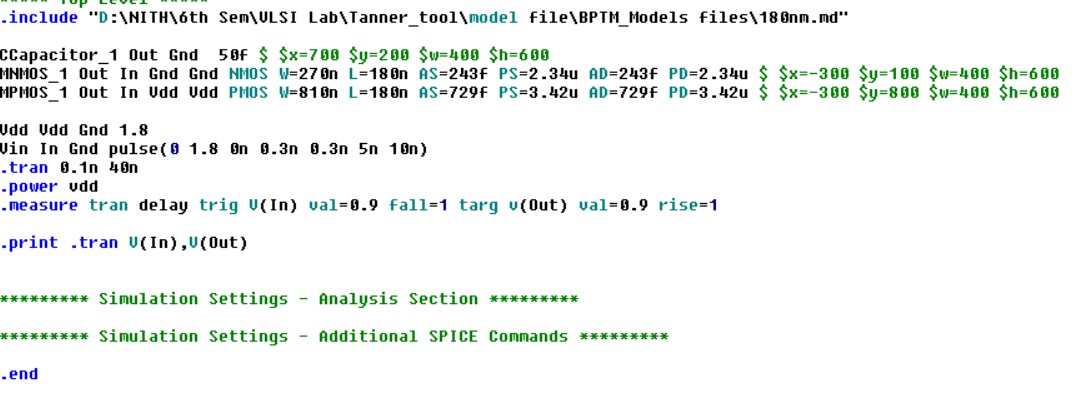 ***** Top Level *****
.include "D:\NITH\6th Sem\VLSI Lab\Tanner_tool\model file\BPTM_Models files\180nm.md"
CCapacitor_1 Out Gnd  50f $ $x=700 $y=200 $w=400 $h=600
MNMOS_1 Out In Gnd Gnd NMOS W=270n L=180n AS=243f PS=2.34u AD=243f PD=2.34u $ $x=-300 $y=100 $w=400 $h=600
MPMOS_1 Out In Vdd Vdd PMOS W=810n L=180n AS=729f PS=3.42u AD=729f PD=3.42u $ $x=-300 $y=800 $w=400 $h=600
Vdd Vdd Gnd 1.8
Vin In Gnd pulse(0 1.8 0n 0.3n 0.3n 5n 10n)
.tran 0.1n 40n
.power vdd
.measure tran delay trig V(In) val=0.9 fall=1 targ v(Out) val=0.9 rise=1
.print .tran V(In),V(Out)
********* Simulation Settings - Analysis Section *********
********* Simulation Settings - Additional SPICE Commands *********
.end